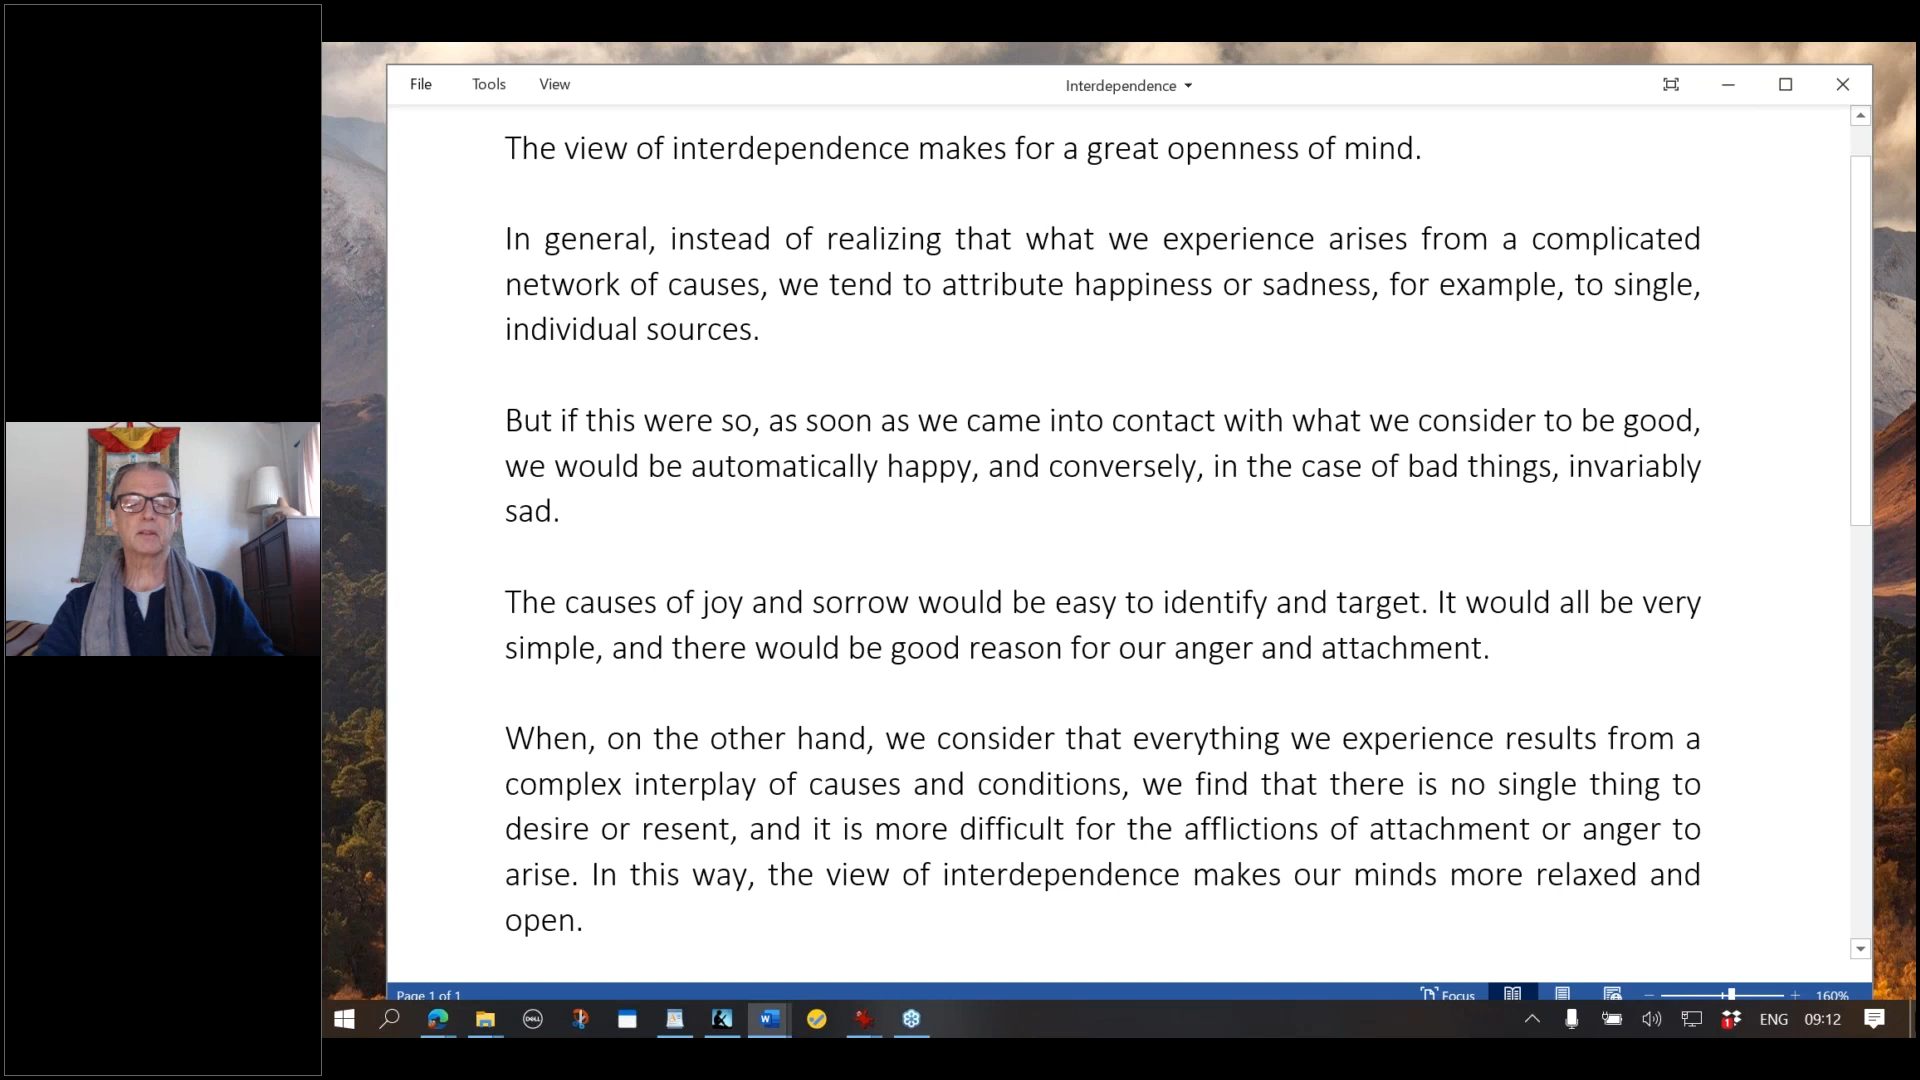 File Tools View Interdependence
The view of interdependence makes for a great openness of mind.
In general, instead of realizing that what we experience arises from a complicated
network of causes, we tend to attribute happiness or sadness, for example, to single,
individual sources.
But if this were so, as soon as we came into contact with what we consider to be good,
we would be automatically happy, and conversely, in the case of bad things, invariably
sad.
The causes of joy and sorrow would be easy to identify and target. It would all be very
simple, and there would be good reason for our anger and attachment.
When, on the other hand, we consider that everything we experience results from a
complex interplay of causes and conditions, we find that there is no single thing to
desire or resent, and it is more difficult for the afflictions of attachment or anger to
arise. In this way, the view of interdependence makes our minds more relaxed and
open.
Page 1 of 1 Focus 160%
DELL W 1 ENG 09:12